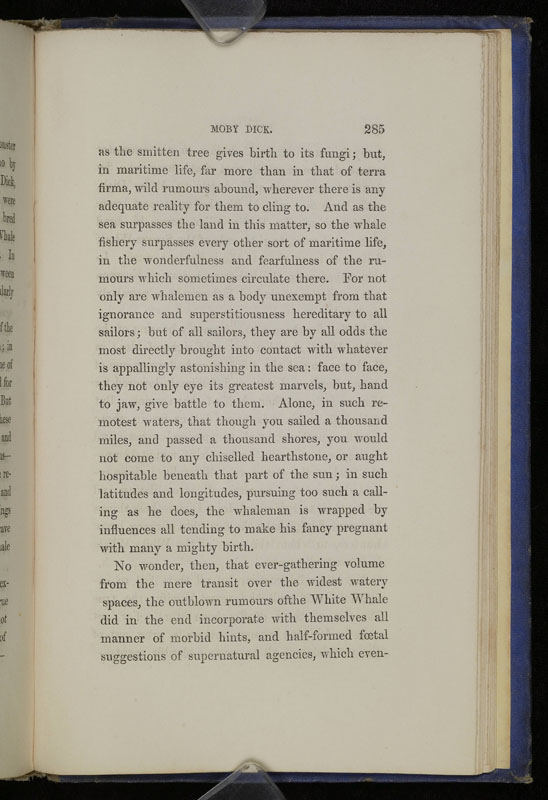 MOBY DICK. 285
as the smitten tree gives birth to its fungi; but,
in maritime life, far more than in that of terra
firma, wild rumours abound, wherever there is any
adequate reality for them to cling to. And as the
sea surpasses the land in this matter, so the whale
fishery surpasses every other sort of maritime life,
in the wonderfulness and fearfulness of the ru-
mours which sometimes circulate there. For not
only are whalemen as a body unexempt from that
ignorance and superstitiousness hereditary to all
sailors; but of all sailors, they are by all odds the
most directly brought into contact with whatever
is appallingly astonishing in the sea: face to face,
they not only eye its greatest marvels, but, hand
to jaw, give battle to them. Alone, in such re-
motest waters, that though you sailed a thousand
miles, and passed a thousand shores, you would
not come to any chiselled hearthstone, or aught
hospitable beneath that part of the sun; in such
latitudes and longitudes, pursuing too such a call-
ing as he does, the whaleman is wrapped by
influences all tending to make his fancy pregnant
with many a mighty birth.
No wonder, then, that ever-gathering volume
from the mere transit over the widest watery
spaces, the outblown rumours ofthe White Whale
did in the end incorporate with themselves all
manner of morbid hints, and half-formed fœtal
suggestions of supernatural agencies, which even-